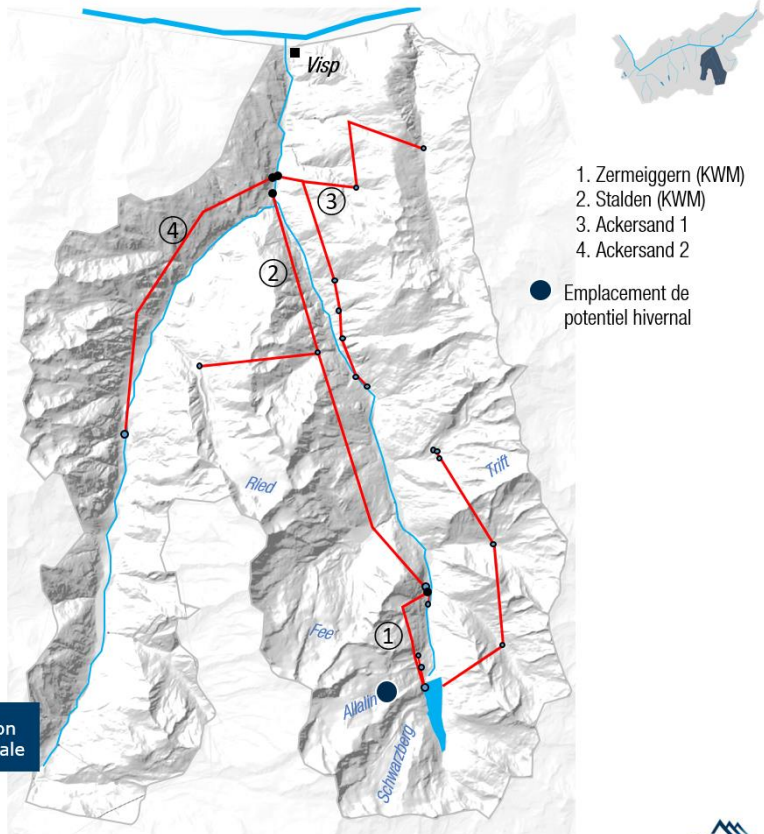 Visp
1. Zermeiggern (KWM)
2. Stalden (KWM)
3. Ackersand 1
4. Ackersand 2
Emplacement de
potentiel hivernal
3
4
2
Trift
Ried
Fee
1
Allalin
Schwarzberg
on
ale